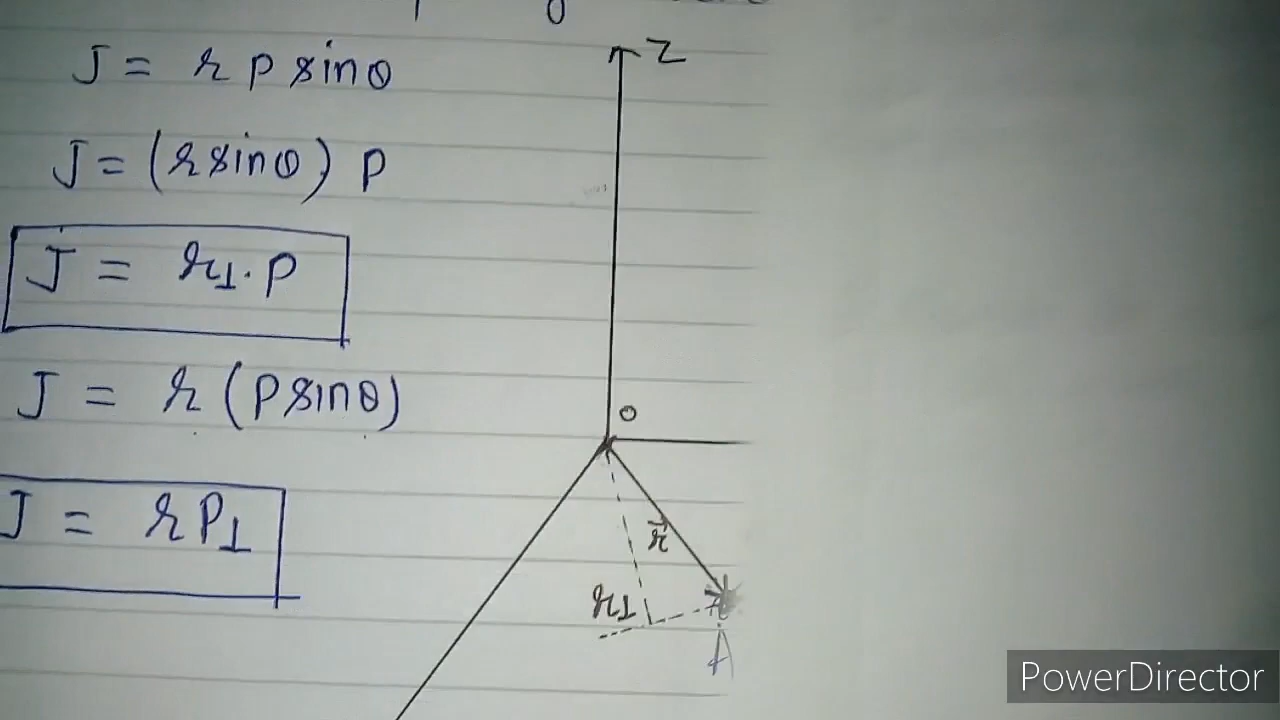 J = r p sinθ
J = (r sinθ) p
J = r⊥ . p
J = r (p sinθ)
J = r p⊥
Z
O
r⃗
r⊥
A
PowerDirector